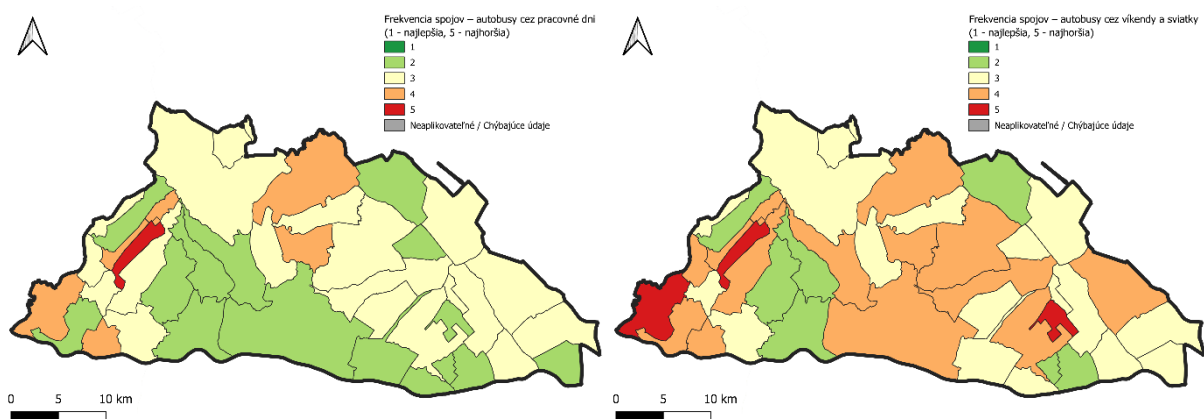 Frekvencia spojov – autobusy cez pracovné dni
(1 - najlepšia, 5 - najhoršia)
1
2
3
4
5
Neaplikovateľné / Chýbajúce údaje
0 5 10 km
Frekvencia spojov – autobusy cez víkendy a sviatky
(1 - najlepšia, 5 - najhoršia)
1
2
3
4
5
Neaplikovateľné / Chýbajúce údaje
0 5 10 km